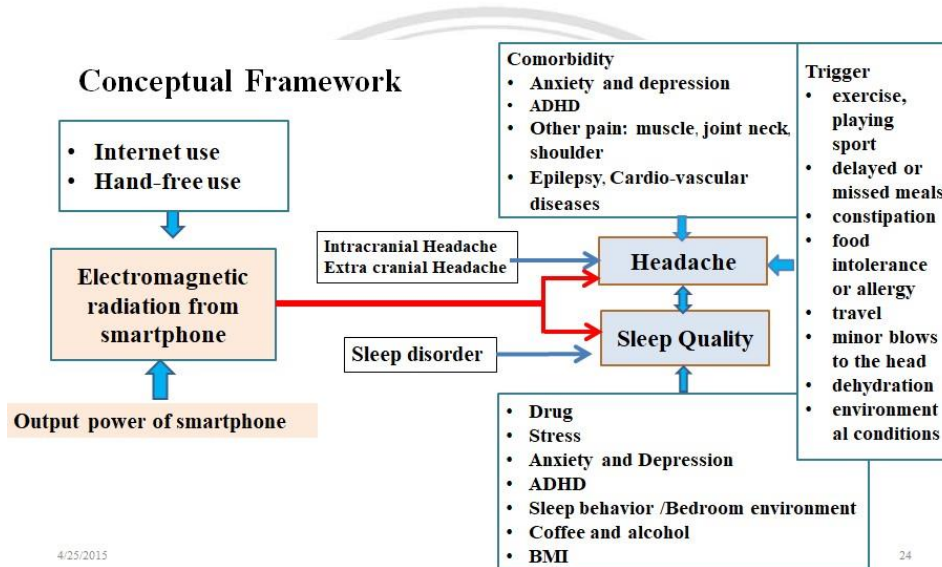 Conceptual Framework
• Internet use
• Hand-free use
Electromagnetic
radiation from
smartphone
Output power of smartphone
Intracranial Headache
Extra cranial Headache
Sleep disorder
Comorbidity
• Anxiety and depression
• ADHD
• Other pain: muscle, joint neck,
shoulder
• Epilepsy, Cardio-vascular
diseases
Headache
Sleep Quality
Trigger
• exercise,
playing
sport
• delayed or
missed meals
• constipation
• food
intolerance
or allergy
• travel
• minor blows
to the head
• dehydration
• environment
al conditions
• Drug
• Stress
• Anxiety and Depression
• ADHD
• Sleep behavior /Bedroom environment
• Coffee and alcohol
• BMI
4/25/2015
24